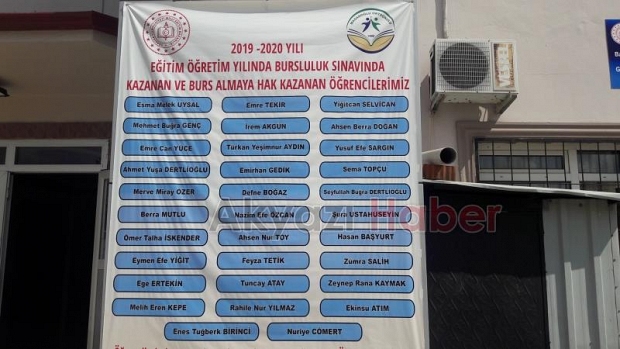 2019 -2020 YILI
EĞİTİM ÖĞRETİM YILINDA BURSLULUK SINAVINDA
KAZANAN VE BURS ALMAYA HAK KAZANAN ÖĞRENCİLERİMİZ
Esma Melek UYSAL Emre TEKİR Yiğitcan SELVİCAN
Mehmet Buğra GENÇ İrem AKGÜN Ahsen Berra DOĞAN
Emre Can YÜCE Türkan Yeşimnur AYDIN Yusuf Efe SARGIN
Ahmet Yuşa DERTLİOĞLU Emirhan GEDİK Sema TOPÇU
Merve Miray ÖZER Defne BOĞAZ Seyfullah Buğra DERTLİOĞLU
Berra MUTLU Nazım Efe ÖZCAN USTAHÜSEYİN
Akyazı Haber
Ömer Talha İSKENDER Ahsen Nur TOY Hasan BAŞYURT
Eymen Efe YİĞİT Feyza TETİK Zümra SALİH
Ege ERTEKİN Tuncay ATAY Zeynep Rana KAYMAK
Melih Eren KEPE Rahile Nur YILMAZ Ekinsu ATIM
Enes Tuğberk BİRİNCİ Nuriye CÖMERT